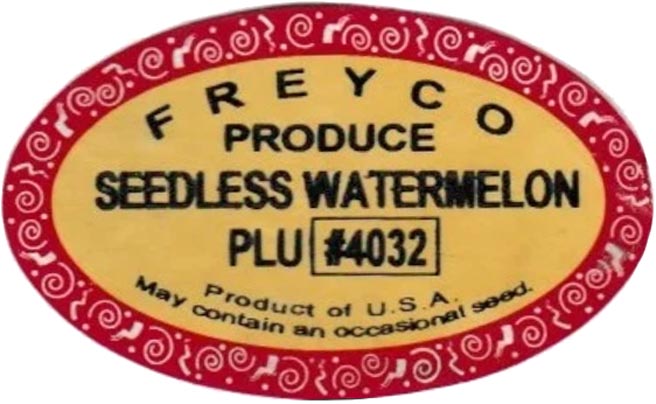 FREYCO
PRODUCE
SEEDLESS WATERMELON
PLU #4032
Product of U.S.A.
May contain an occasional seed.